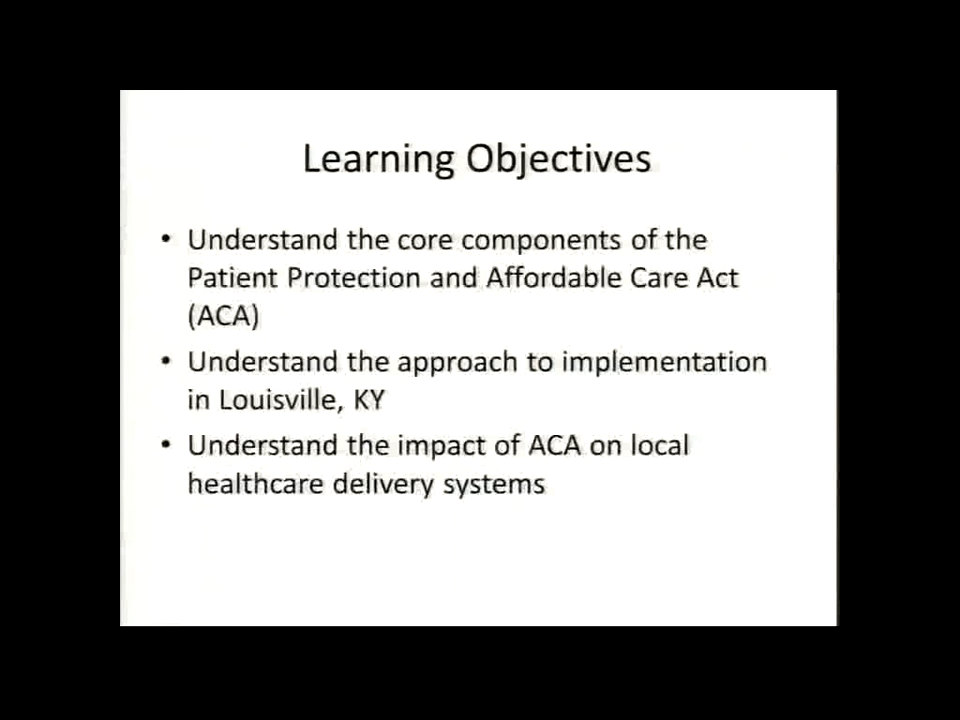 Learning Objectives
• Understand the core components of the
Patient Protection and Affordable Care Act
(ACA)
• Understand the approach to implementation
in Louisville, KY
• Understand the impact of ACA on local
healthcare delivery systems